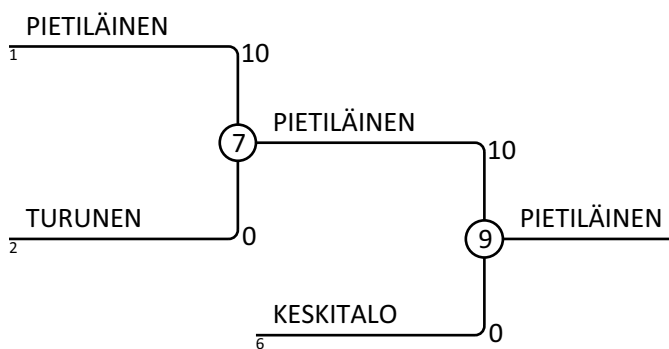 PIETILÄINEN
1
10
7
PIETILÄINEN
10
TURUNEN
2
0
9
PIETILÄINEN
KESKITALO
6
0